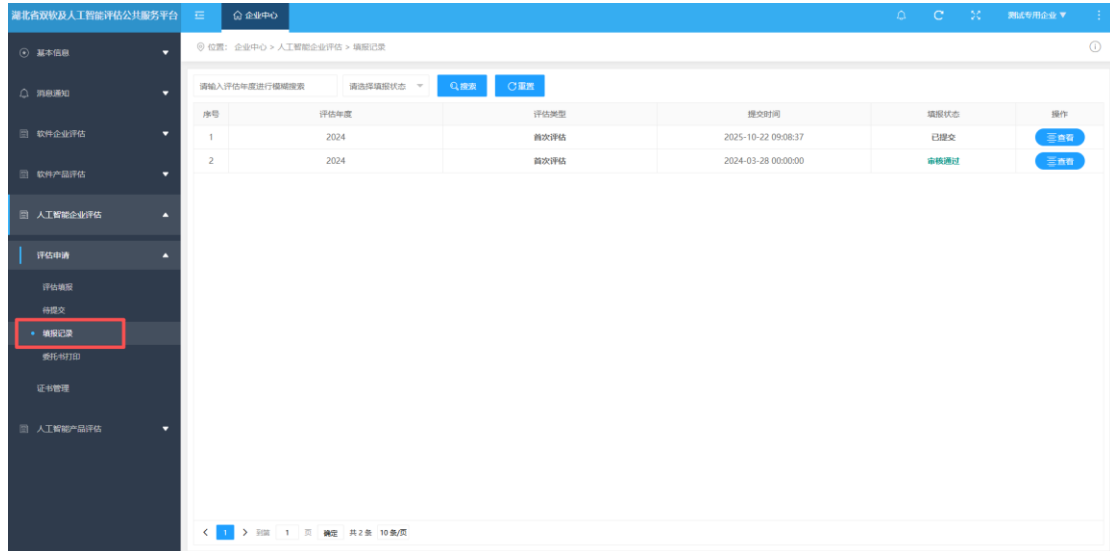 湖北省双软及人工智能评估公共服务平台
企业中心
测试专用企业
基本信息
消息通知
软件企业评估
软件产品评估
人工智能企业评估
评估申请
评估填报
待提交
填报记录
委托书打印
证书管理
人工智能产品评估
位置: 企业中心 > 人工智能企业评估 > 填报记录
请输入评估年度进行模糊搜索 请选择填报状态 搜索 重置
序号 评估年度 评估类型 提交时间 填报状态 操作
1 2024 首次评估 2025-10-22 09:08:37 已提交 查看
2 2024 首次评估 2024-03-28 00:00:00 审核通过 查看
1 到第 1 页 确定 共 2 条 10 条/页